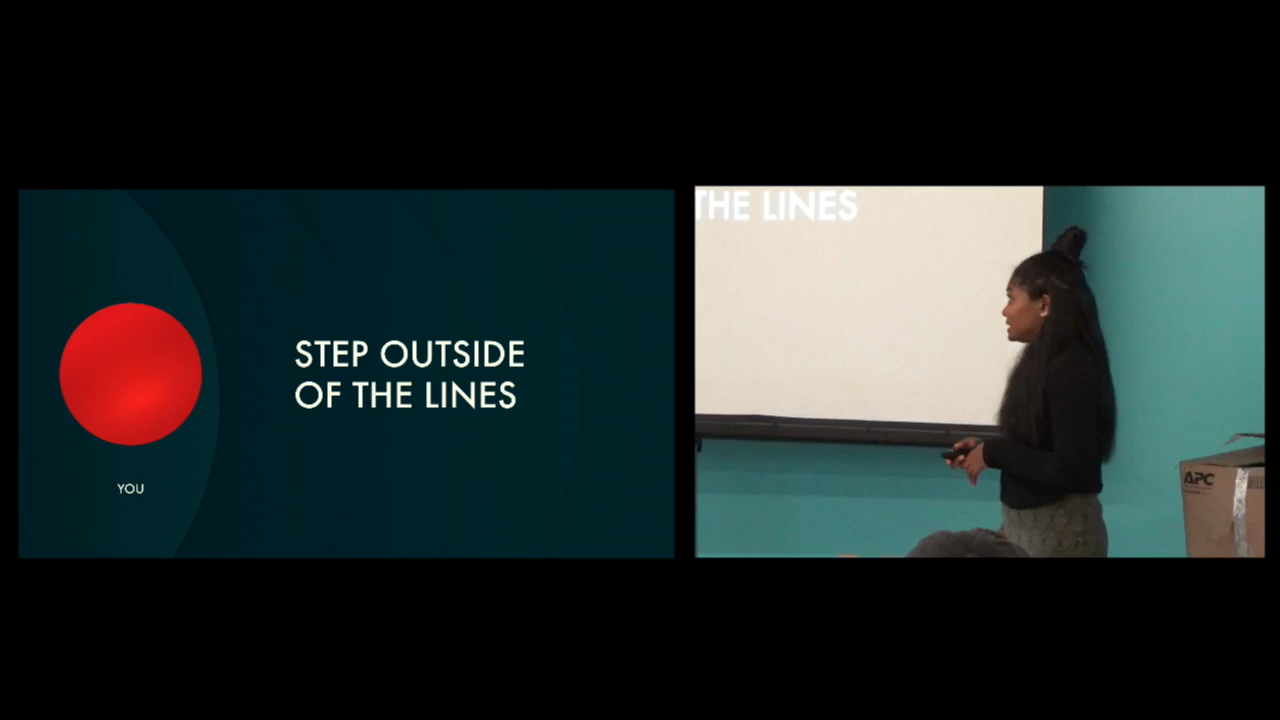 STEP OUTSIDE
OF THE LINES
YOU
THE LINES
APC